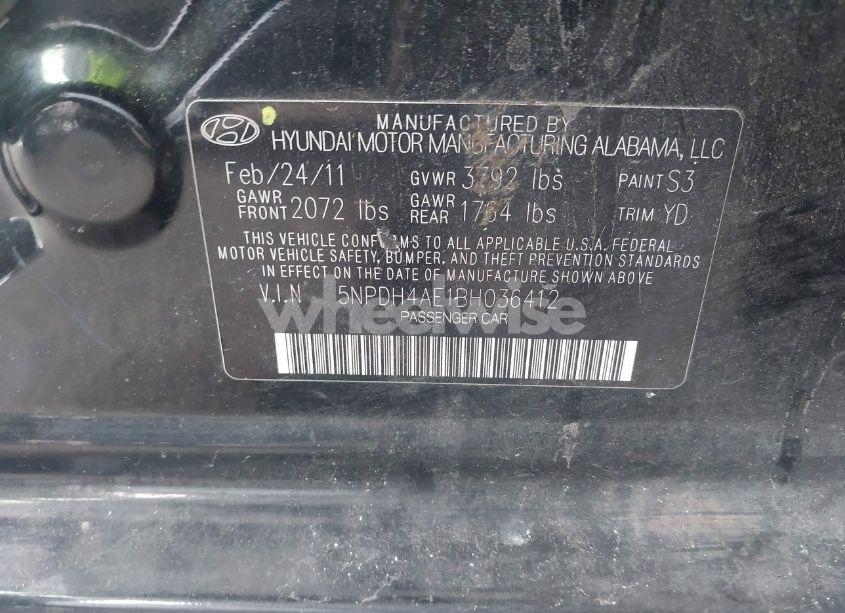 MANUFACTURED BY
HYUNDAI MOTOR MANUFACTURING ALABAMA, LLC
Feb/24/11 GVWR 3792 lbs PAINT S3
GAWR FRONT 2072 lbs GAWR REAR 1764 lbs TRIM YD
THIS VEHICLE CONFORMS TO ALL APPLICABLE U.S.A. FEDERAL
MOTOR VEHICLE SAFETY, BUMPER, AND THEFT PREVENTION STANDARDS
IN EFFECT ON THE DATE OF MANUFACTURE SHOWN ABOVE
V.I.N 5NPDH4AE1BH036412
PASSENGER CAR
wheelwise